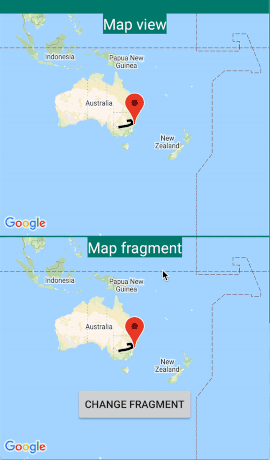 Map view
Indonesia
Papua New
Guinea
Australia
New
Zealand
Google
Map fragment
Indonesia
Papua New
Guinea
Australia
New
Zealand
CHANGE FRAGMENT
Google